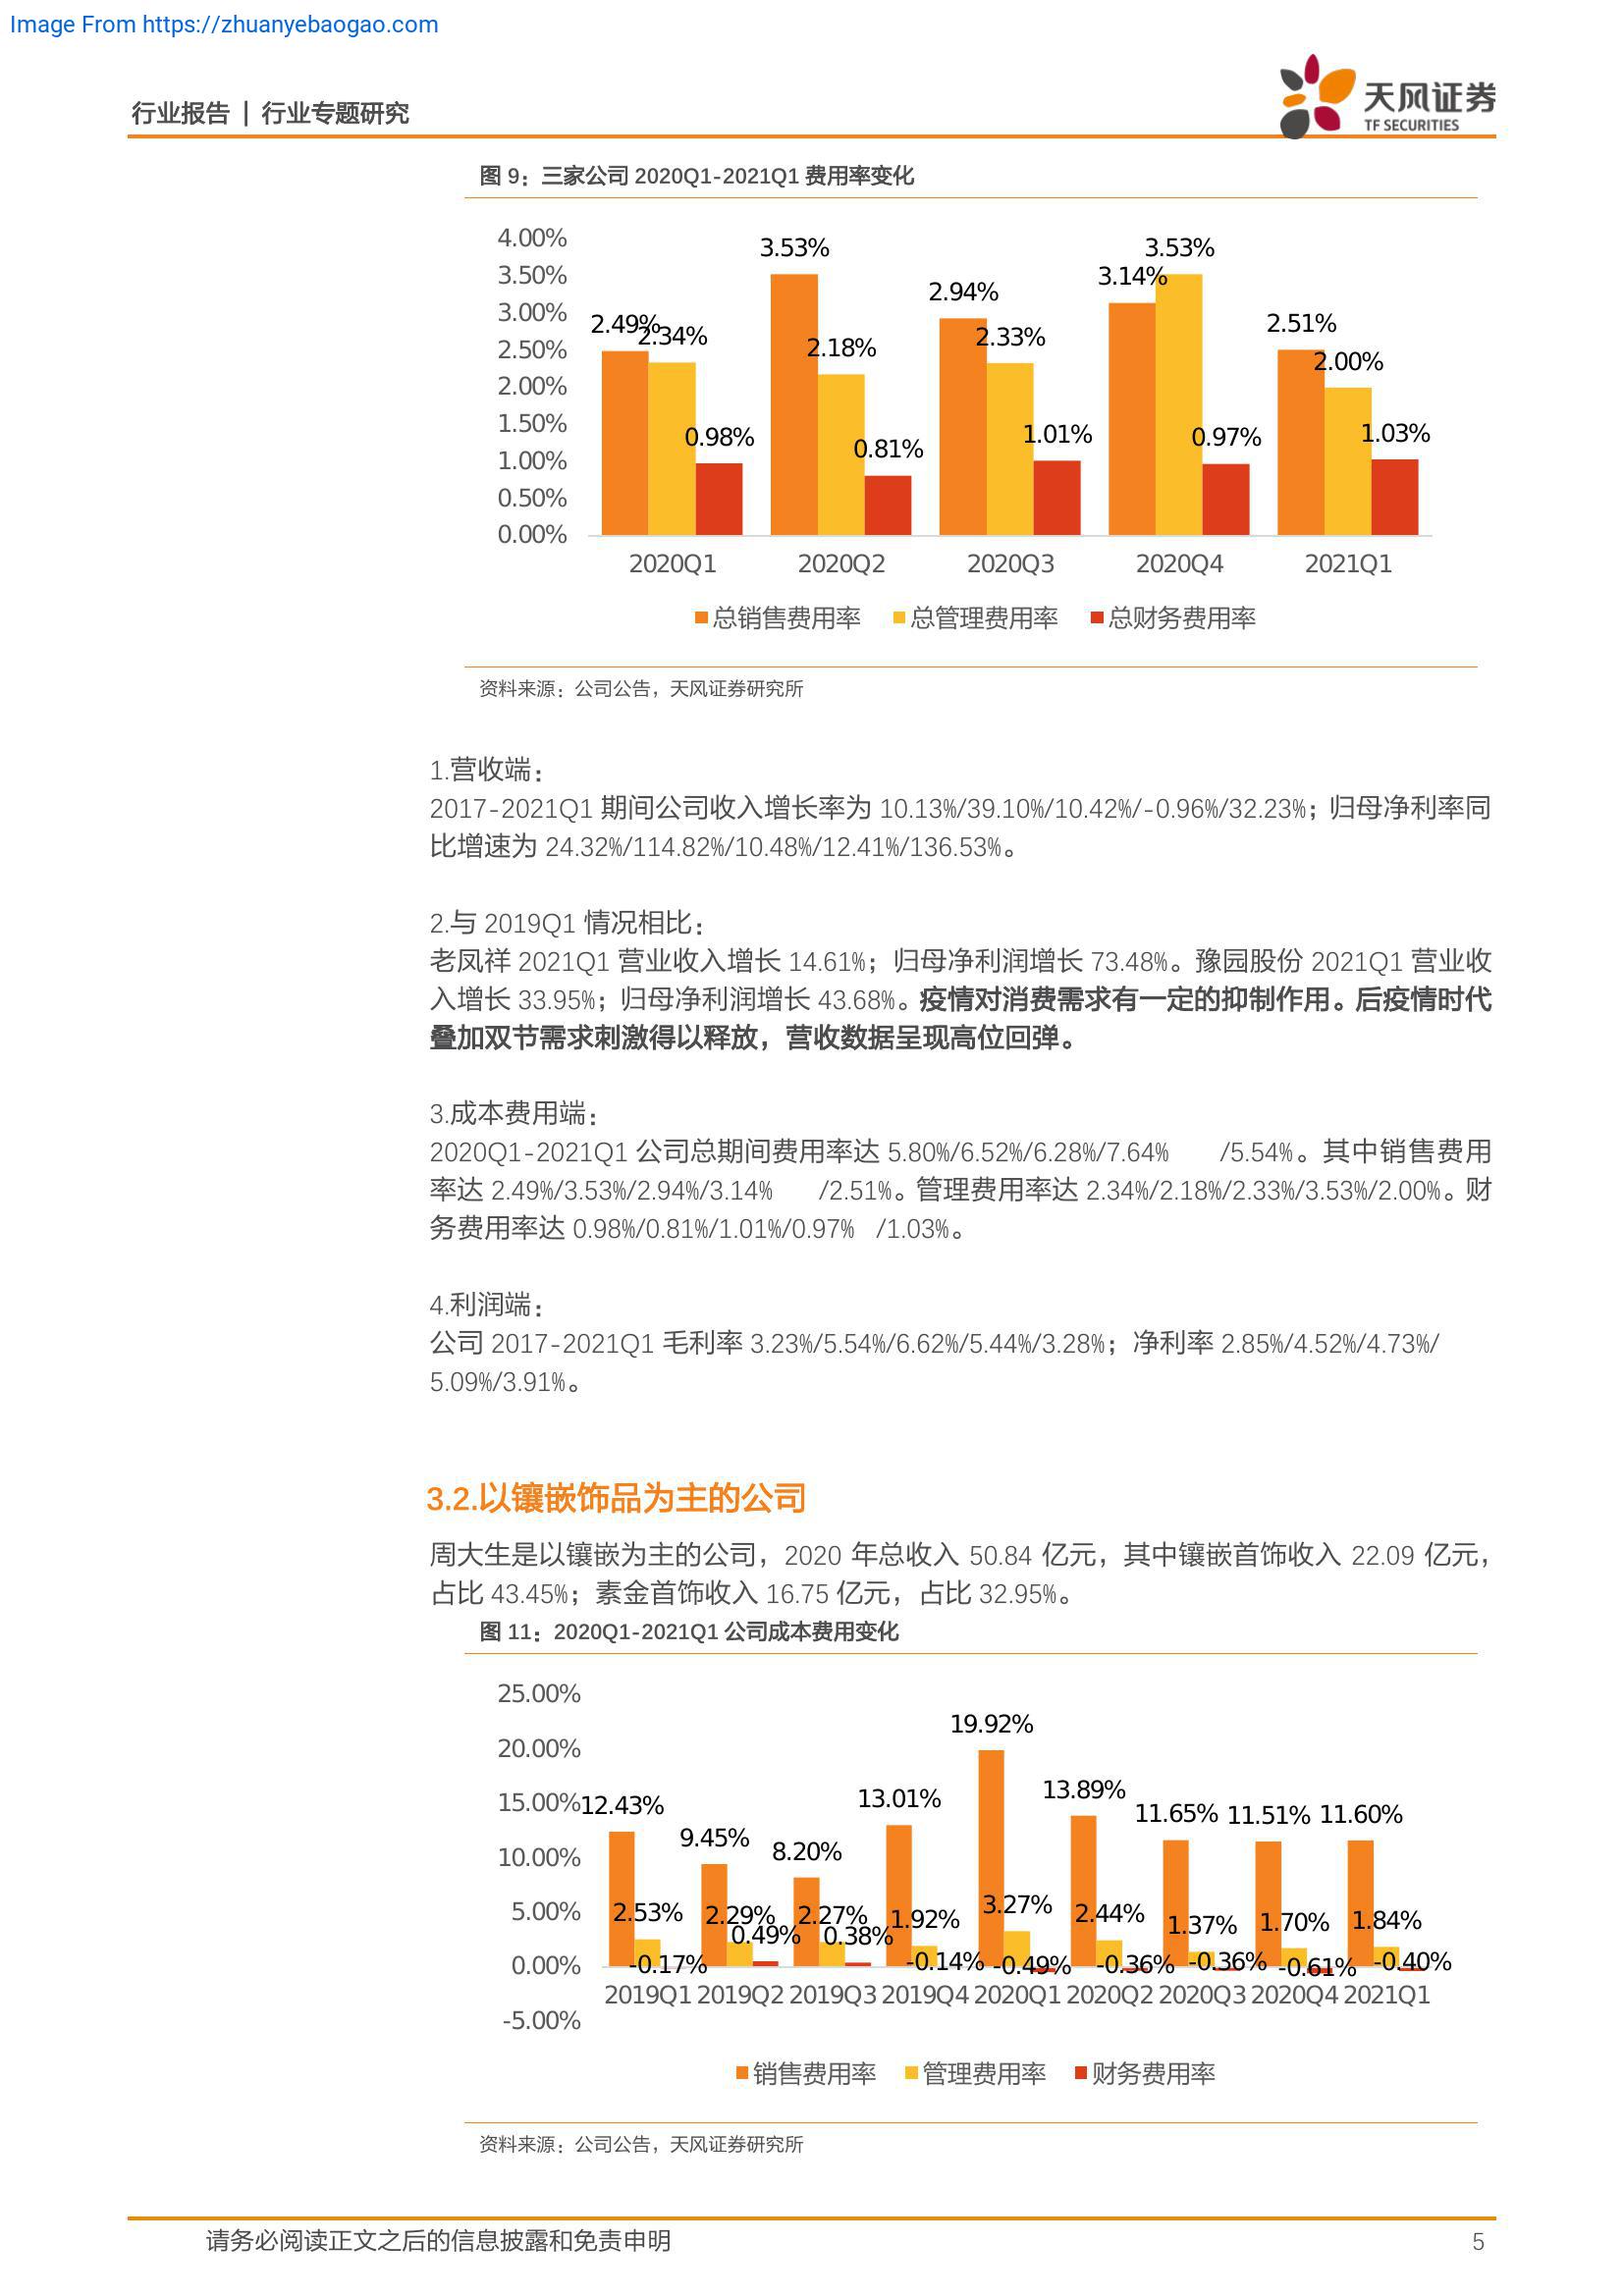 Image From https://zhuanyebaogao.com
行业报告 | 行业专题研究
天风证券
TF SECURITIES
图 9：三家公司 2020Q1-2021Q1 费用率变化
4.00%
3.50%
3.00%
2.50%
2.00%
1.50%
1.00%
0.50%
0.00%
2.49% 2.34% 0.98% 3.53% 2.18% 0.81% 2.94% 2.33% 1.01% 3.14% 3.53% 0.97% 2.51% 2.00% 1.03%
2020Q1 2020Q2 2020Q3 2020Q4 2021Q1
总销售费用率 总管理费用率 总财务费用率
资料来源：公司公告，天风证券研究所
1.营收端：
2017-2021Q1 期间公司收入增长率为 10.13%/39.10%/10.42%/-0.96%/32.23%；归母净利率同
比增速为 24.32%/114.82%/10.48%/12.41%/136.53%。
2.与 2019Q1 情况相比：
老凤祥 2021Q1 营业收入增长 14.61%；归母净利润增长 73.48%。豫园股份 2021Q1 营业收
入增长 33.95%；归母净利润增长 43.68%。疫情对消费需求有一定的抑制作用。后疫情时代
叠加双节需求刺激得以释放，营收数据呈现高位回弹。
3.成本费用端：
2020Q1-2021Q1 公司总期间费用率达 5.80%/6.52%/6.28%/7.64% /5.54%。其中销售费用
率达 2.49%/3.53%/2.94%/3.14% /2.51%。管理费用率达 2.34%/2.18%/2.33%/3.53%/2.00%。财
务费用率达 0.98%/0.81%/1.01%/0.97% /1.03%。
4.利润端：
公司 2017-2021Q1 毛利率 3.23%/5.54%/6.62%/5.44%/3.28%；净利率 2.85%/4.52%/4.73%/
5.09%/3.91%。
3.2.以镶嵌饰品为主的公司
周大生是以镶嵌为主的公司，2020 年总收入 50.84 亿元，其中镶嵌首饰收入 22.09 亿元，
占比 43.45%；素金首饰收入 16.75 亿元，占比 32.95%。
图 11：2020Q1-2021Q1 公司成本费用变化
25.00%
20.00%
15.00%
10.00%
5.00%
0.00%
-5.00%
12.43% 9.45% 8.20% 13.01% 19.92% 13.89% 11.65% 11.51% 11.60%
2.53% 2.29% 2.27% 1.92% 3.27% 2.44% 1.37% 1.70% 1.84%
-0.17% 0.49% 0.38% -0.14% -0.49% -0.36% -0.36% -0.61% -0.40%
2019Q1 2019Q2 2019Q3 2019Q4 2020Q1 2020Q2 2020Q3 2020Q4 2021Q1
销售费用率 管理费用率 财务费用率
资料来源：公司公告，天风证券研究所
请务必阅读正文之后的信息披露和免责申明 5